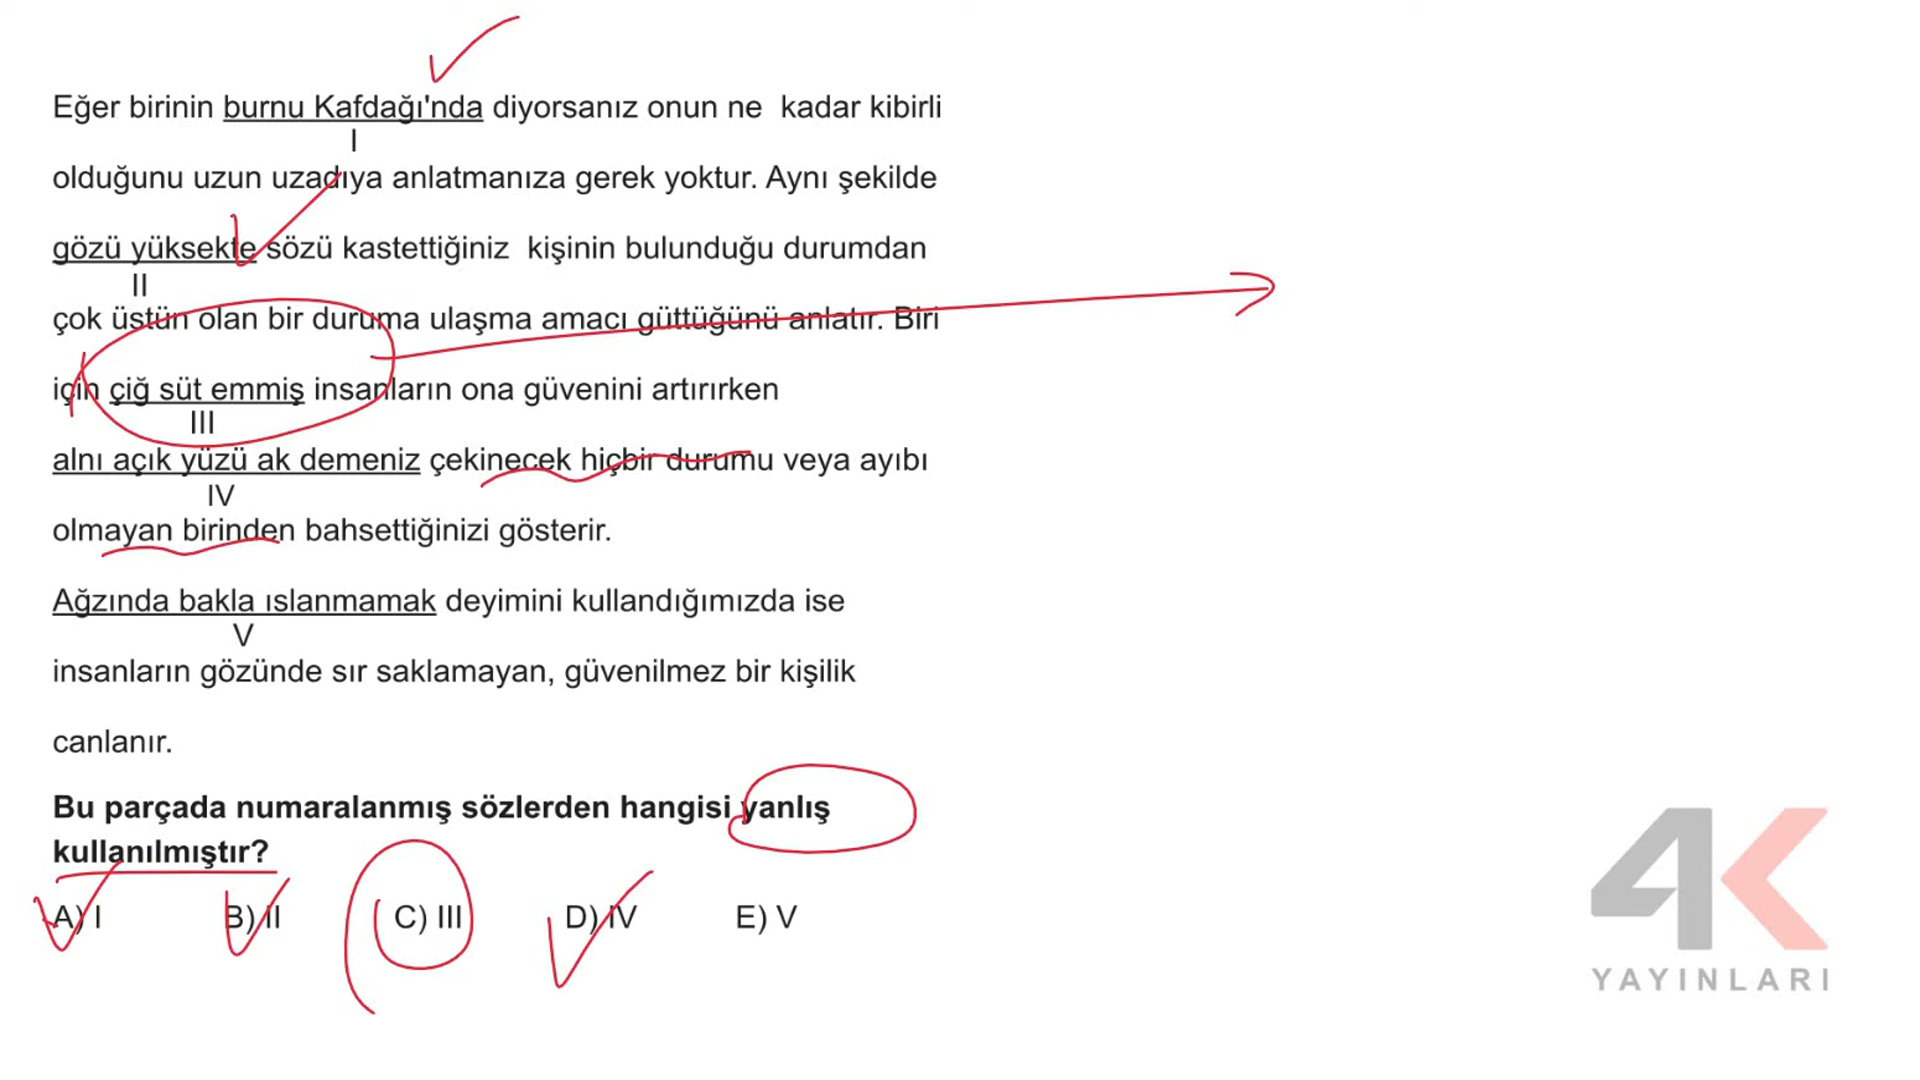 Eğer birinin burnu Kafdağı'nda diyorsanız onun ne kadar kibirli
I
olduğunu uzun uzadıya anlatmanıza gerek yoktur. Aynı şekilde
gözü yüksekte sözü kastettiğiniz kişinin bulunduğu durumdan
II
çok üstün olan bir duruma ulaşma amacı güttüğünü anlatır. Biri
için çiğ süt emmiş insanların ona güvenini artırırken
III
alnı açık yüzü ak demeniz çekinecek hiçbir durumu veya ayıbı
IV
olmayan birinden bahsettiğinizi gösterir.
Ağzında bakla ıslanmamak deyimini kullandığımızda ise
V
insanların gözünde sır saklamayan, güvenilmez bir kişilik
canlanır.
Bu parçada numaralanmış sözlerden hangisi yanlış
kullanılmıştır?
A) I B) II C) III D) IV E) V
4K
YAYINLARI